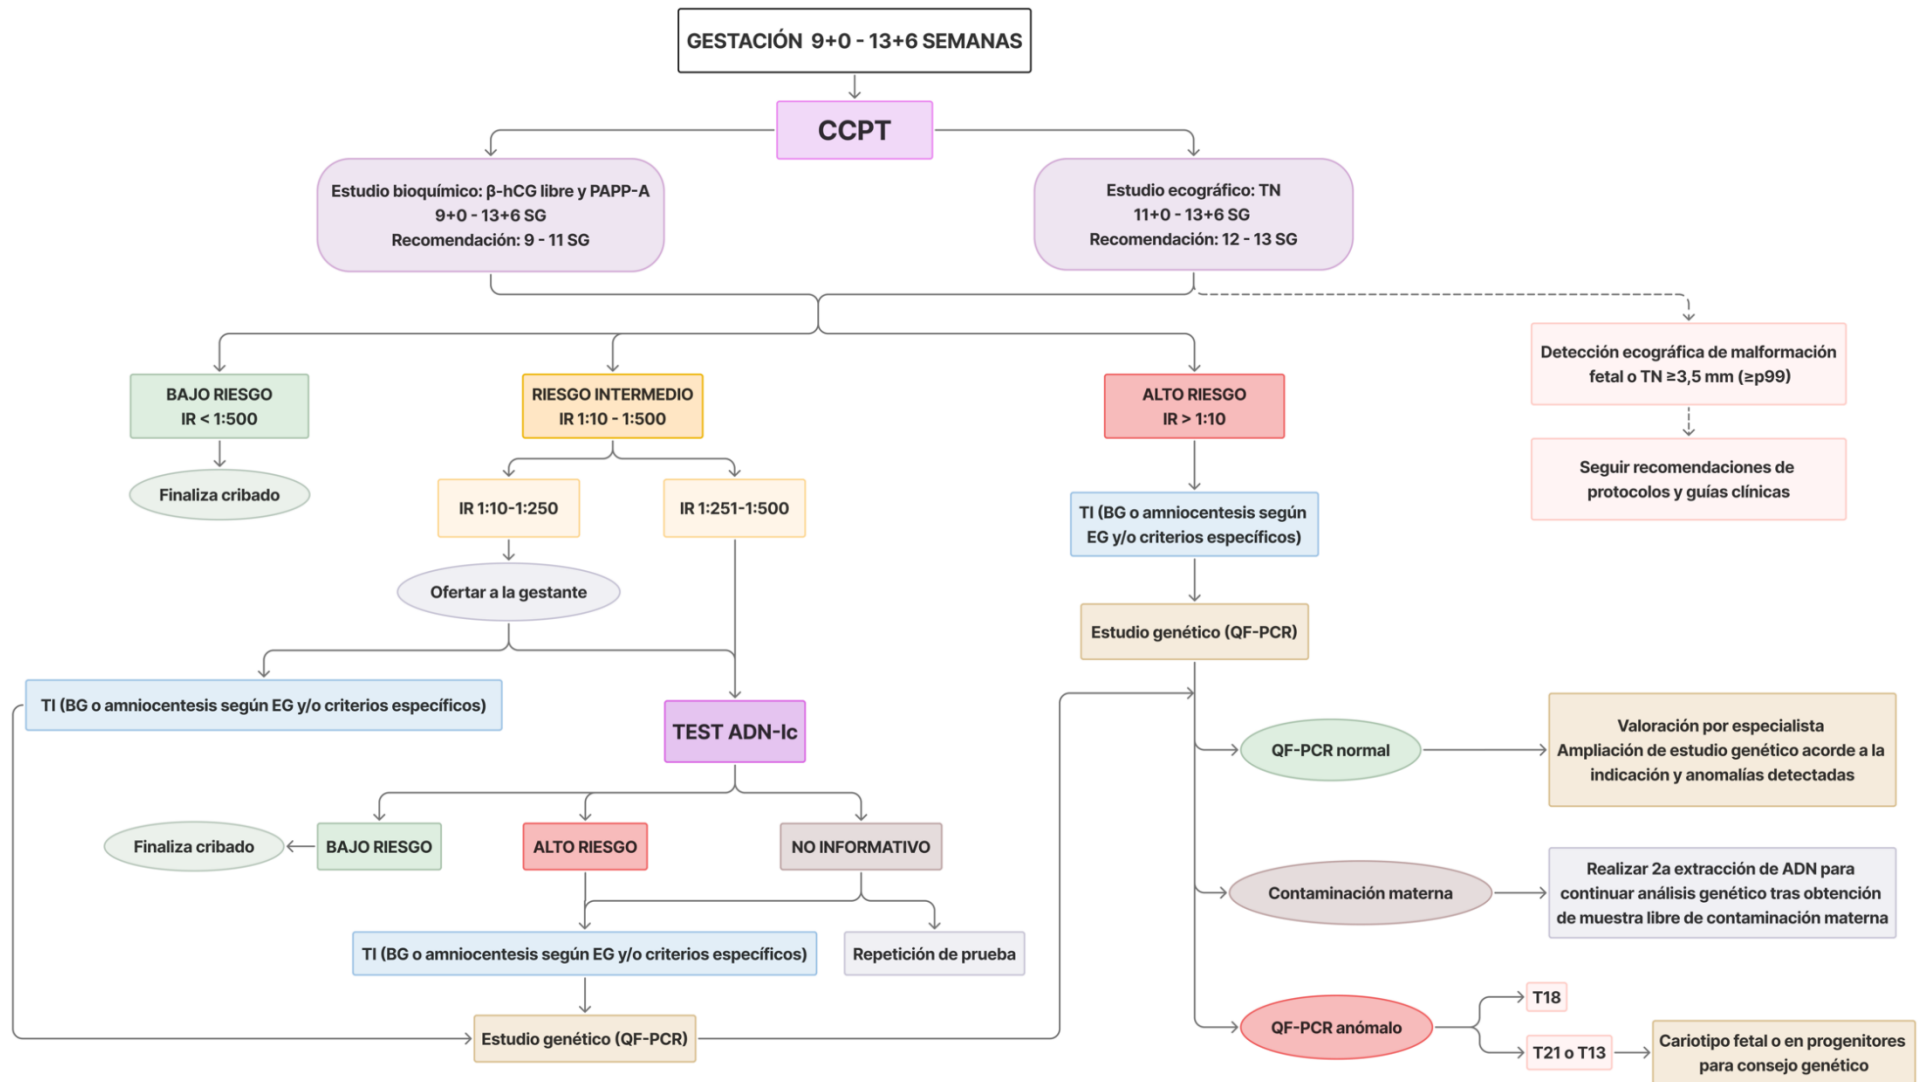 GESTACIÓN 9+0 - 13+6 SEMANAS
CCPT
Estudio bioquímico: β-hCG libre y PAPP-A
9+0 - 13+6 SG
Recomendación: 9 - 11 SG
Estudio ecográfico: TN
11+0 - 13+6 SG
Recomendación: 12 - 13 SG
Detección ecográfica de malformación
fetal o TN ≥3,5 mm (≥p99)
Seguir recomendaciones de
protocolos y guías clínicas
BAJO RIESGO
IR < 1:500
Finaliza cribado
RIESGO INTERMEDIO
IR 1:10 - 1:500
IR 1:10-1:250
IR 1:251-1:500
Ofertar a la gestante
TI (BG o amniocentesis según EG y/o criterios específicos)
TEST ADN-lc
BAJO RIESGO
Finaliza cribado
ALTO RIESGO
NO INFORMATIVO
TI (BG o amniocentesis según EG y/o criterios específicos)
Repetición de prueba
Estudio genético (QF-PCR)
ALTO RIESGO
IR > 1:10
TI (BG o amniocentesis según
EG y/o criterios específicos)
Estudio genético (QF-PCR)
QF-PCR normal
Valoración por especialista
Ampliación de estudio genético acorde a la
indicación y anomalías detectadas
Contaminación materna
Realizar 2a extracción de ADN para
continuar análisis genético tras obtención
de muestra libre de contaminación materna
QF-PCR anómalo
T18
T21 o T13
Cariotipo fetal o en progenitores
para consejo genético